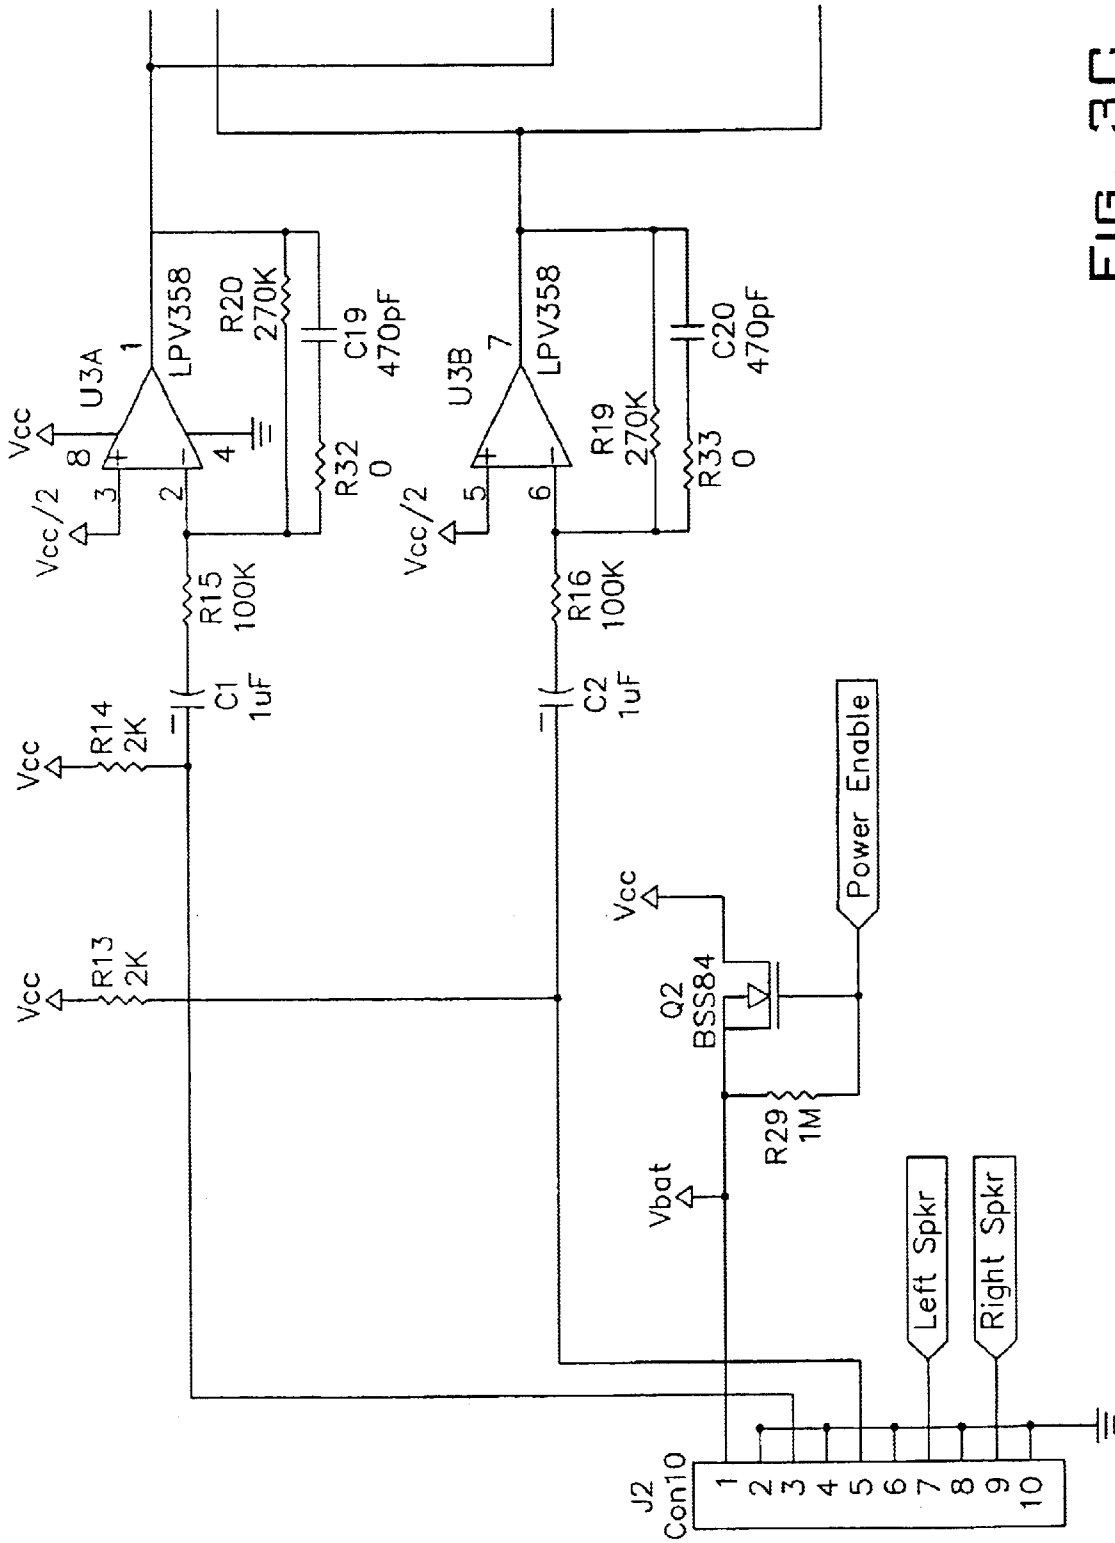 Vcc
R13
2K
Vcc
R14
2K
C1
1uF
R15
100K
Vcc/2
3
2
Vcc
8
4
U3A
1
LPV358
R20
270K
R32
0
C19
470pF
C2
1uF
R16
100K
Vcc/2
5
6
U3B
7
LPV358
R19
270K
R33
0
C20
470pF
Vbat
R29
1M
Q2
BSS84
Vcc
Power Enable
Left Spkr
Right Spkr
J2
Con10
1
2
3
4
5
6
7
8
9
10